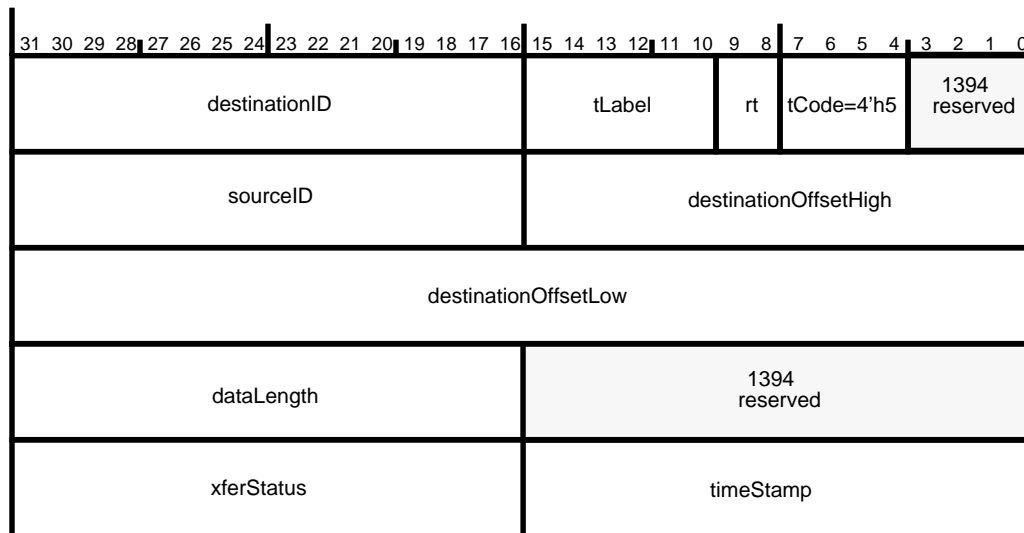 31 30 29 28 27 26 25 24 23 22 21 20 19 18 17 16 15 14 13 12 11 10 9 8 7 6 5 4 3 2 1 0
destinationID tLabel rt tCode=4'h5 1394
reserved
sourceID destinationOffsetHigh
destinationOffsetLow
dataLength 1394
reserved
xferStatus timeStamp